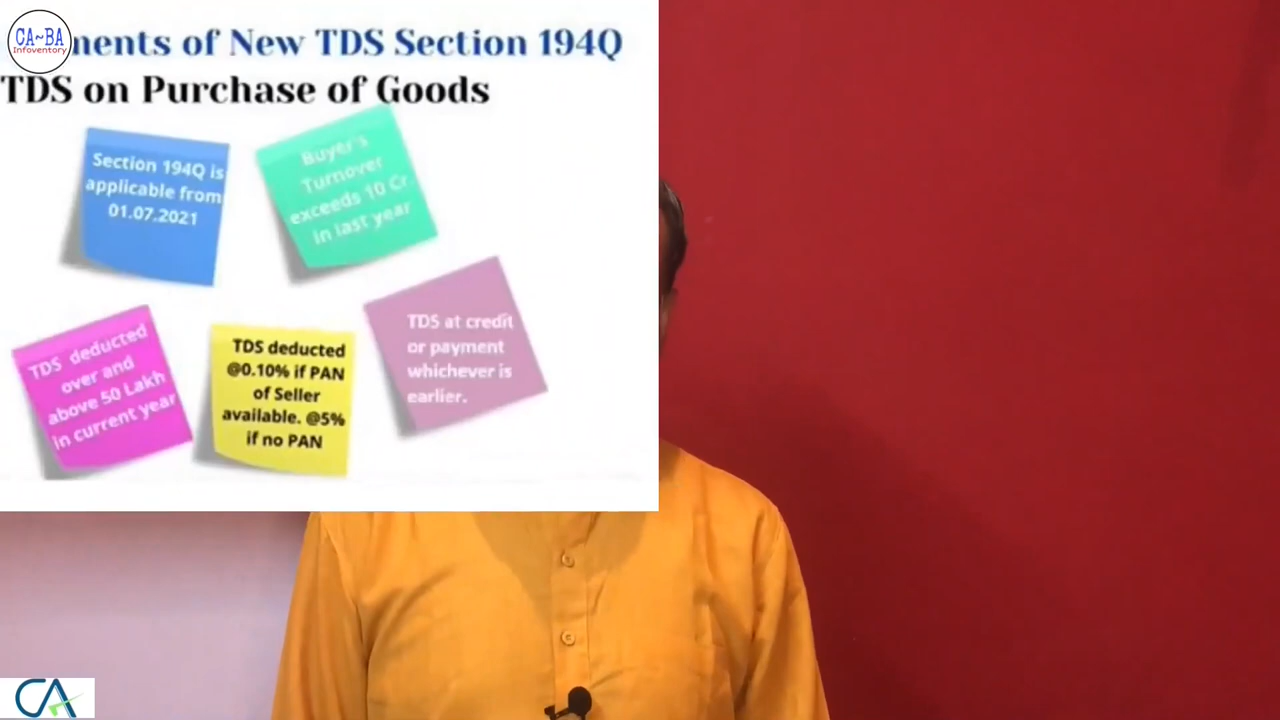 CA~BA
Infoventory
ments of New TDS Section 194Q
TDS on Purchase of Goods
Section 194Q is
applicable from
01.07.2021
Buyer's
Turnover
exceeds 10 Cr.
in last year
TDS deducted
over and
above 50 Lakh
in current year
TDS deducted
@0.10% if PAN
of Seller
available. @5%
if no PAN
TDS at credit
or payment
whichever is
earlier.
CA